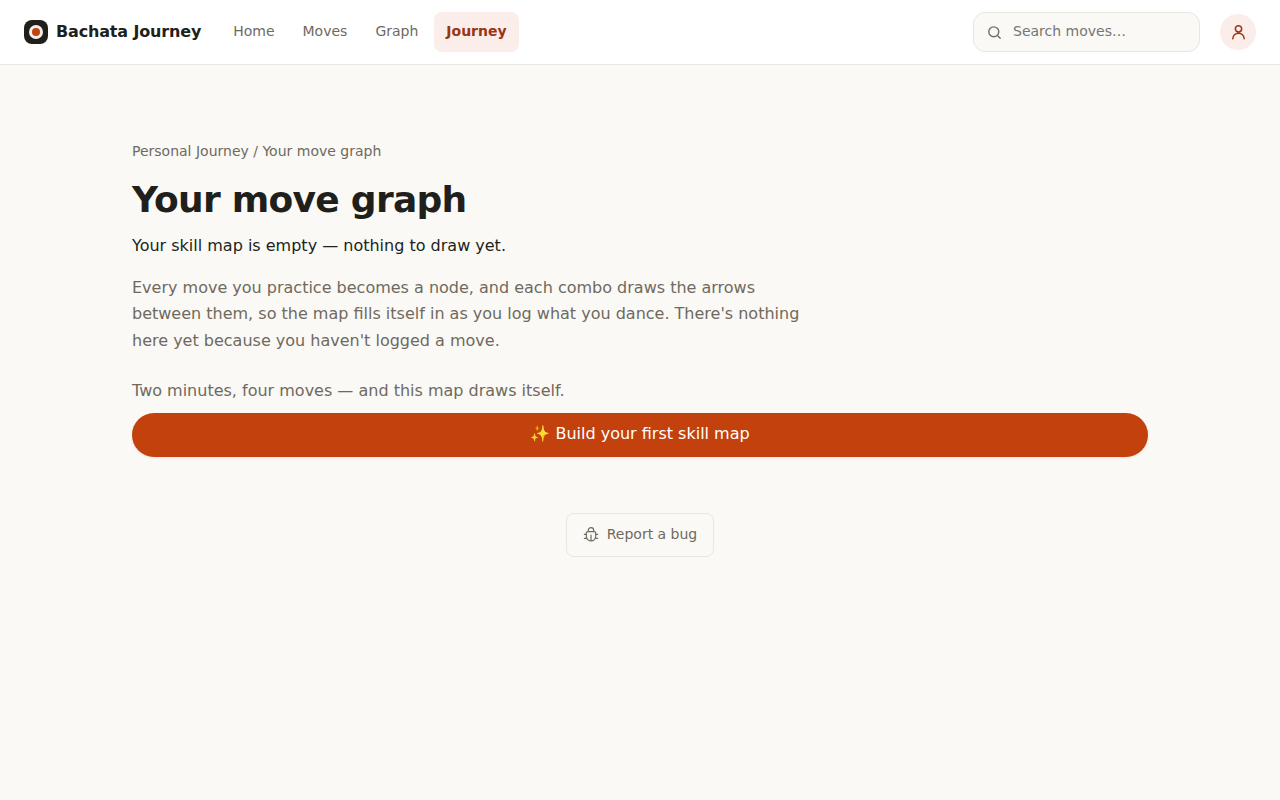 Bachata Journey
Home
Moves
Graph
Journey
Search moves...
Personal Journey / Your move graph
Your move graph
Your skill map is empty — nothing to draw yet.
Every move you practice becomes a node, and each combo draws the arrows
between them, so the map fills itself in as you log what you dance. There's nothing
here yet because you haven't logged a move.
Two minutes, four moves — and this map draws itself.
✨ Build your first skill map
Report a bug